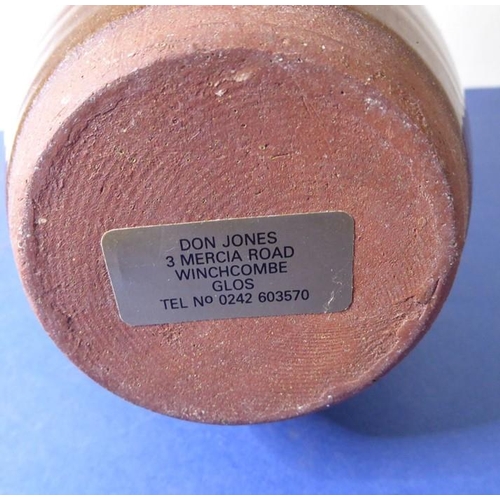 DON JONES
3 MERCIA ROAD
WINCHCOMBE
GLOS
TEL Nº 0242 603570